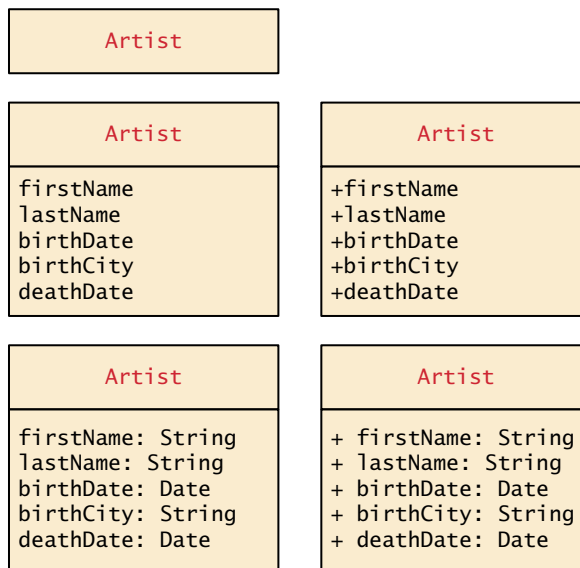 Artist
Artist
firstName
lastName
birthDate
birthCity
deathDate
Artist
+firstName
+lastName
+birthDate
+birthCity
+deathDate
Artist
firstName: String
lastName: String
birthDate: Date
birthCity: String
deathDate: Date
Artist
+ firstName: String
+ lastName: String
+ birthDate: Date
+ birthCity: String
+ deathDate: Date